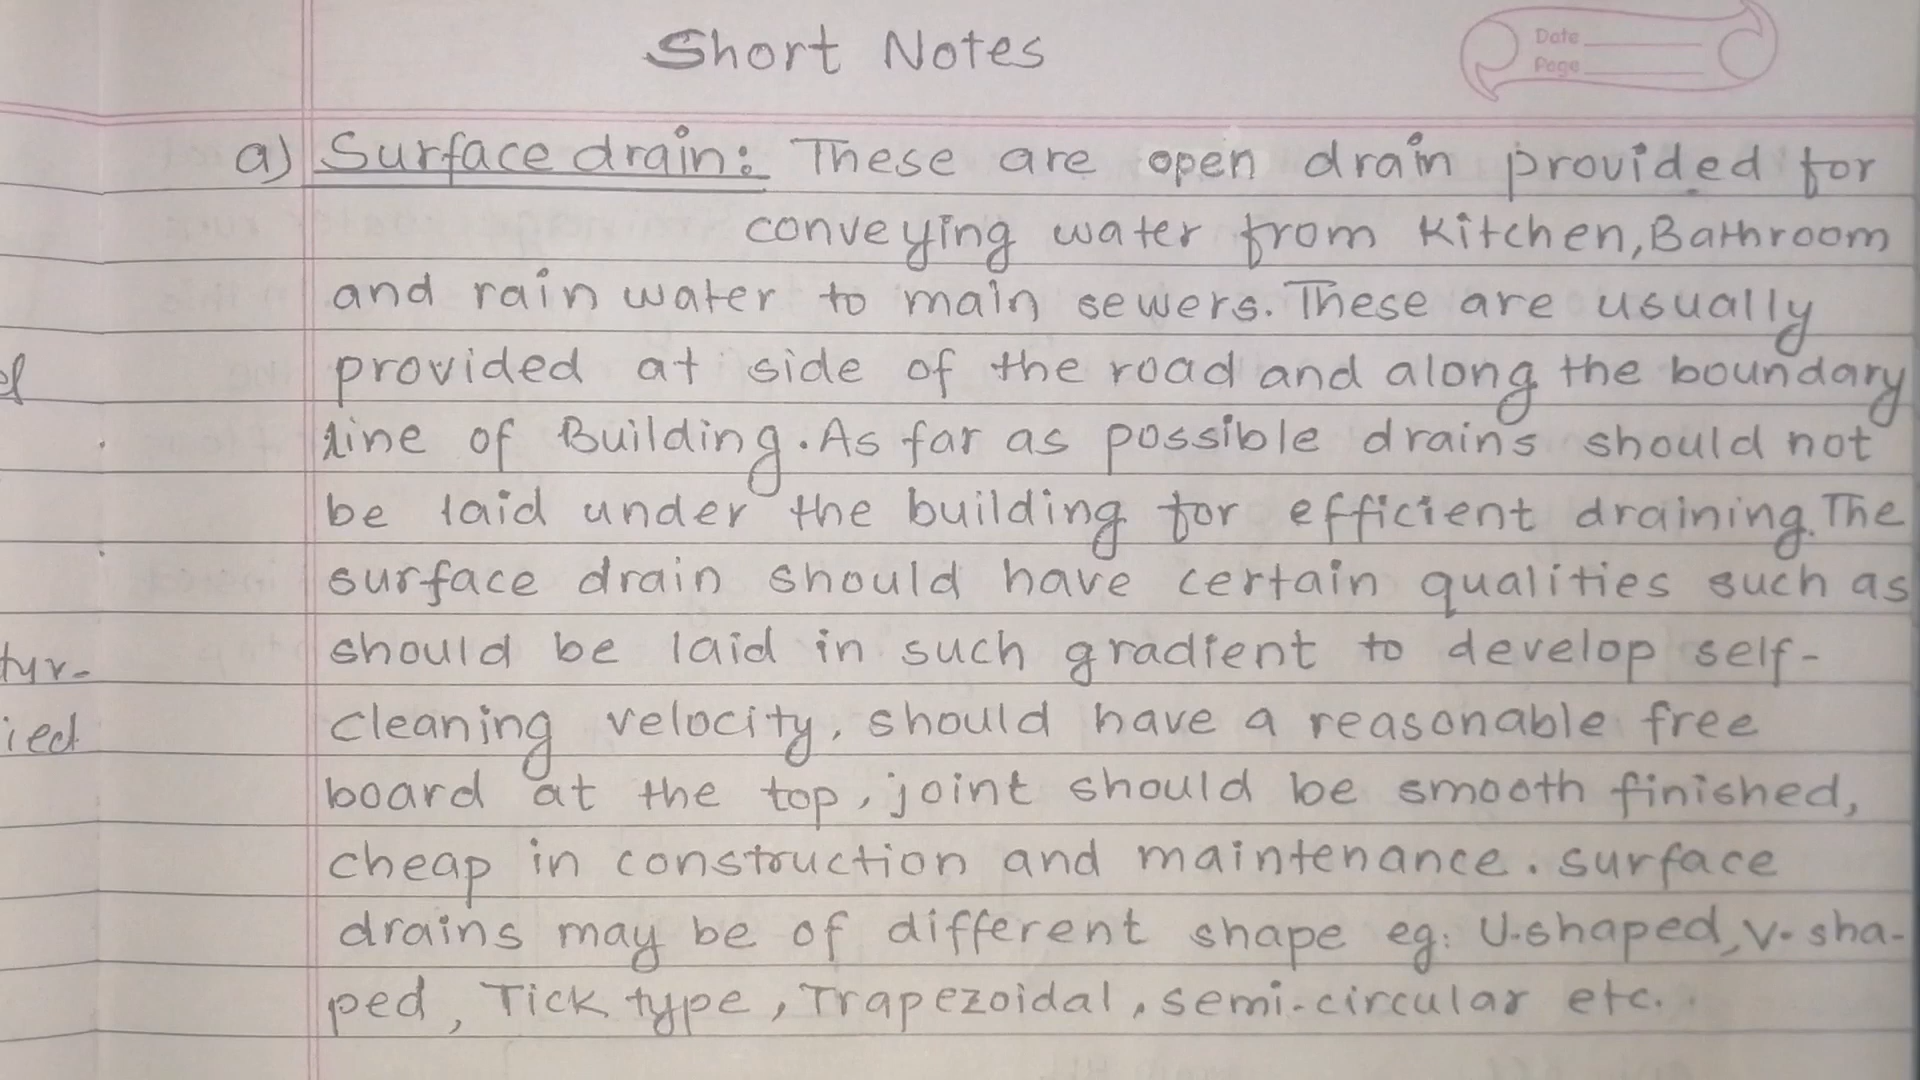 Short Notes
Date
Page
a) Surface drain: These are open drain provided for
conveying water from Kitchen, Bathroom
and rain water to main sewers. These are usually
provided at side of the road and along the boundary
line of Building. As far as possible drains should not
be laid under the building for efficient draining. The
surface drain should have certain qualities such as
should be laid in such gradient to develop self-
cleaning velocity, should have a reasonable free
board at the top, joint should be smooth finished,
cheap in construction and maintenance. surface
drains may be of different shape eg: U-shaped, V-sha-
ped, Tick type, Trapezoidal, semi-circular etc.